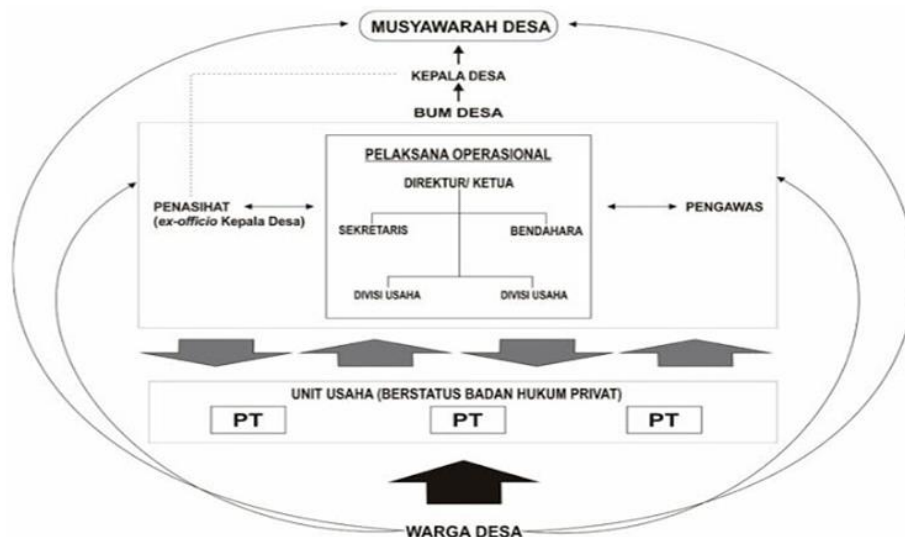 MUSYAWARAH DESA
KEPALA DESA
BUM DESA
PELAKSANA OPERASIONAL
DIREKTUR/ KETUA
PENASIHAT
(ex-officio Kepala Desa)
PENGAWAS
SEKRETARIS
BENDAHARA
DIVISI USAHA
DIVISI USAHA
UNIT USAHA (BERSTATUS BADAN HUKUM PRIVAT)
PT
PT
PT
WARGA DESA